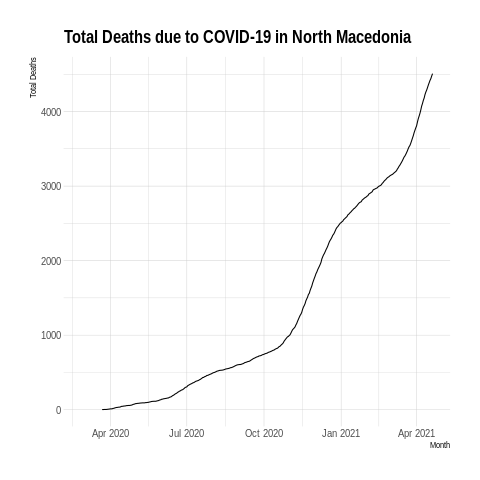 Total Deaths due to COVID-19 in North Macedonia
Total Deaths
4000
3000
2000
1000
0
Apr 2020 Jul 2020 Oct 2020 Jan 2021 Apr 2021
Month